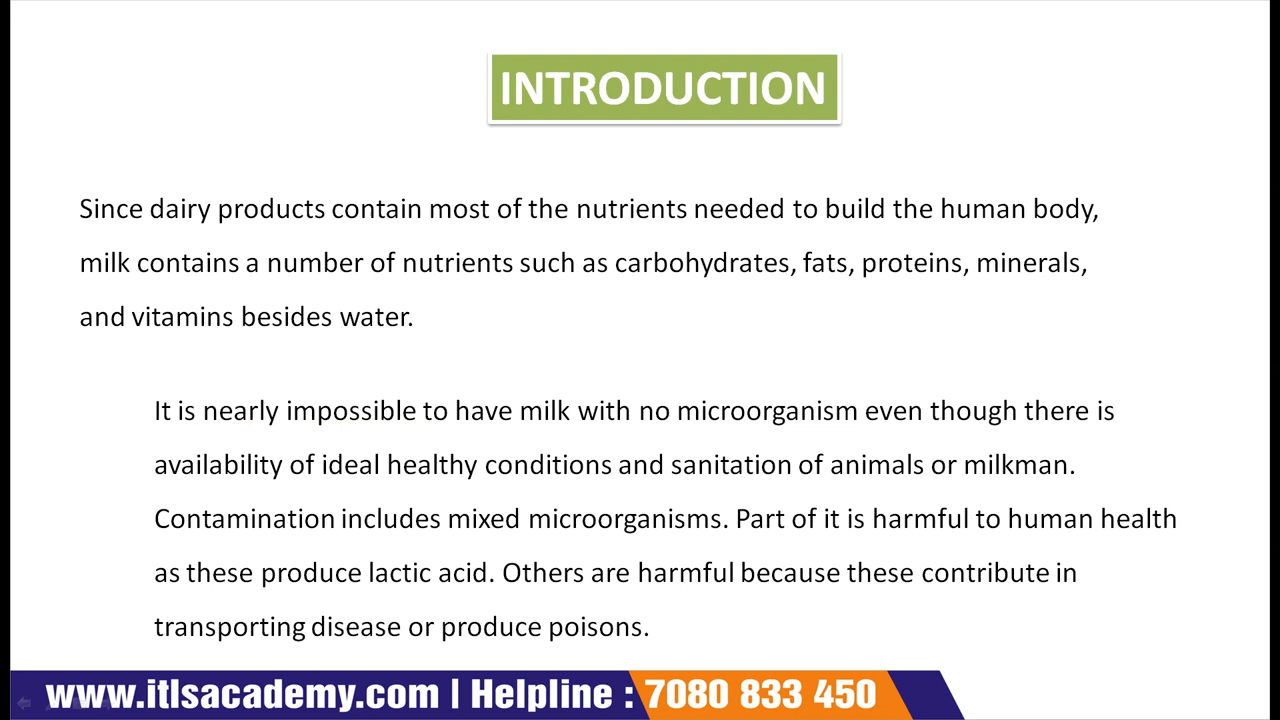 INTRODUCTION
Since dairy products contain most of the nutrients needed to build the human body,
milk contains a number of nutrients such as carbohydrates, fats, proteins, minerals,
and vitamins besides water.
It is nearly impossible to have milk with no microorganism even though there is
availability of ideal healthy conditions and sanitation of animals or milkman.
Contamination includes mixed microorganisms. Part of it is harmful to human health
as these produce lactic acid. Others are harmful because these contribute in
transporting disease or produce poisons.
www.itlsacademy.com | Helpline : 7080 833 450